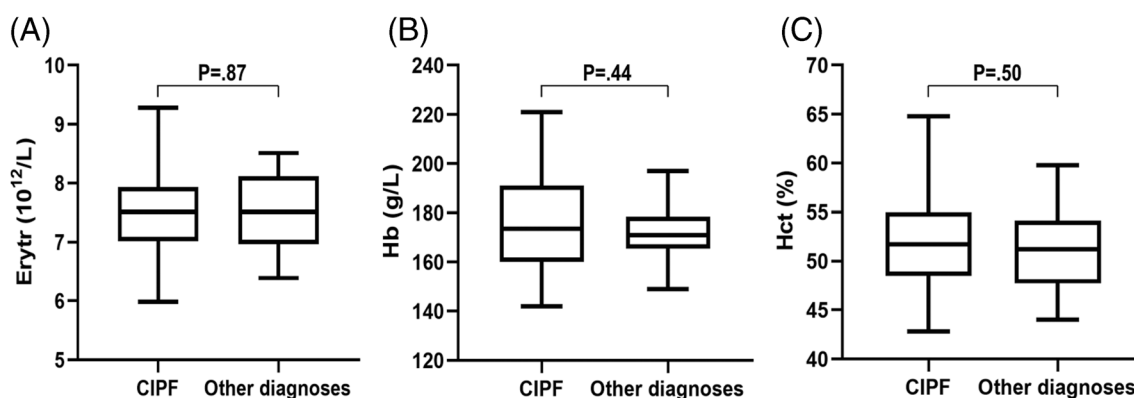 (A)
P=.87
Erytr (10¹²/L)
10
9
8
7
6
5
CIPF Other diagnoses
(B)
P=.44
Hb (g/L)
240
220
200
180
160
140
120
CIPF Other diagnoses
(C)
P=.50
Hct (%)
70
65
60
55
50
45
40
CIPF Other diagnoses